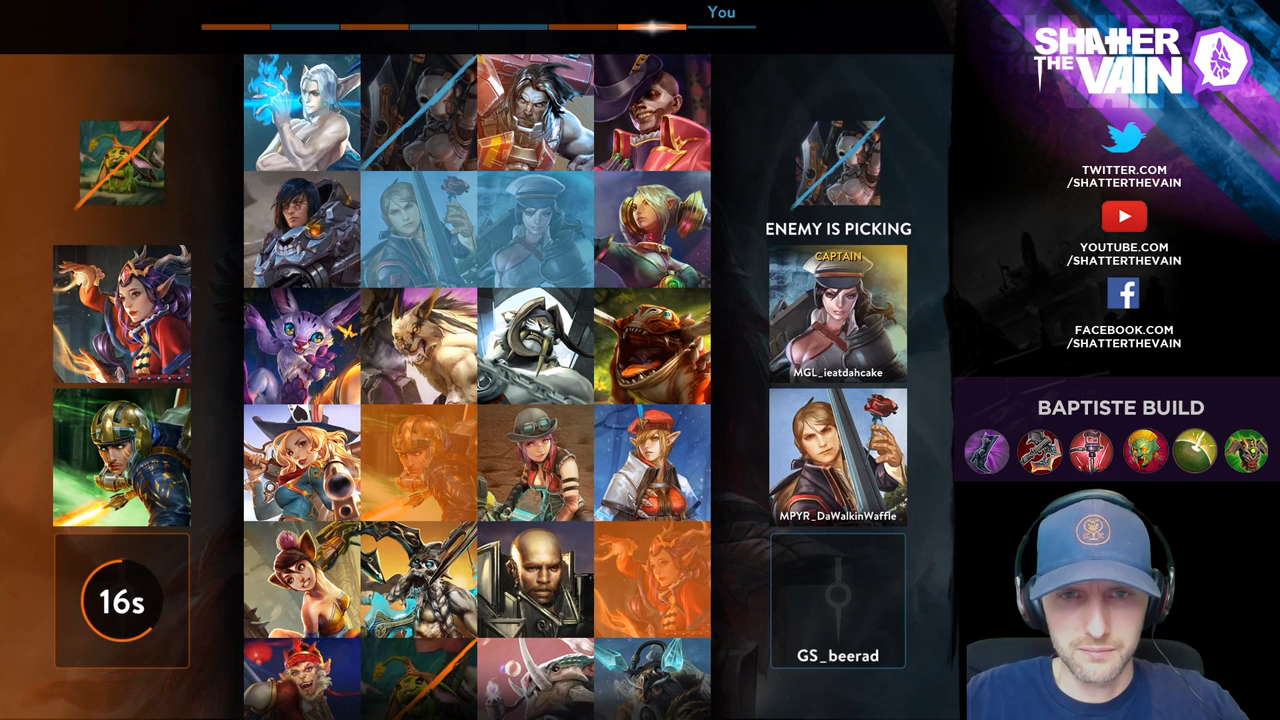 You
SHATTER
THE VAIN
TWITTER.COM
/SHATTERTHEVAIN
ENEMY IS PICKING
YOUTUBE.COM
/SHATTERTHEVAIN
CAPTAIN
FACEBOOK.COM
/SHATTERTHEVAIN
MGL_ieatdahcake
BAPTISTE BUILD
MPYR_DaWalkinWaffle
16s
GS_beerad